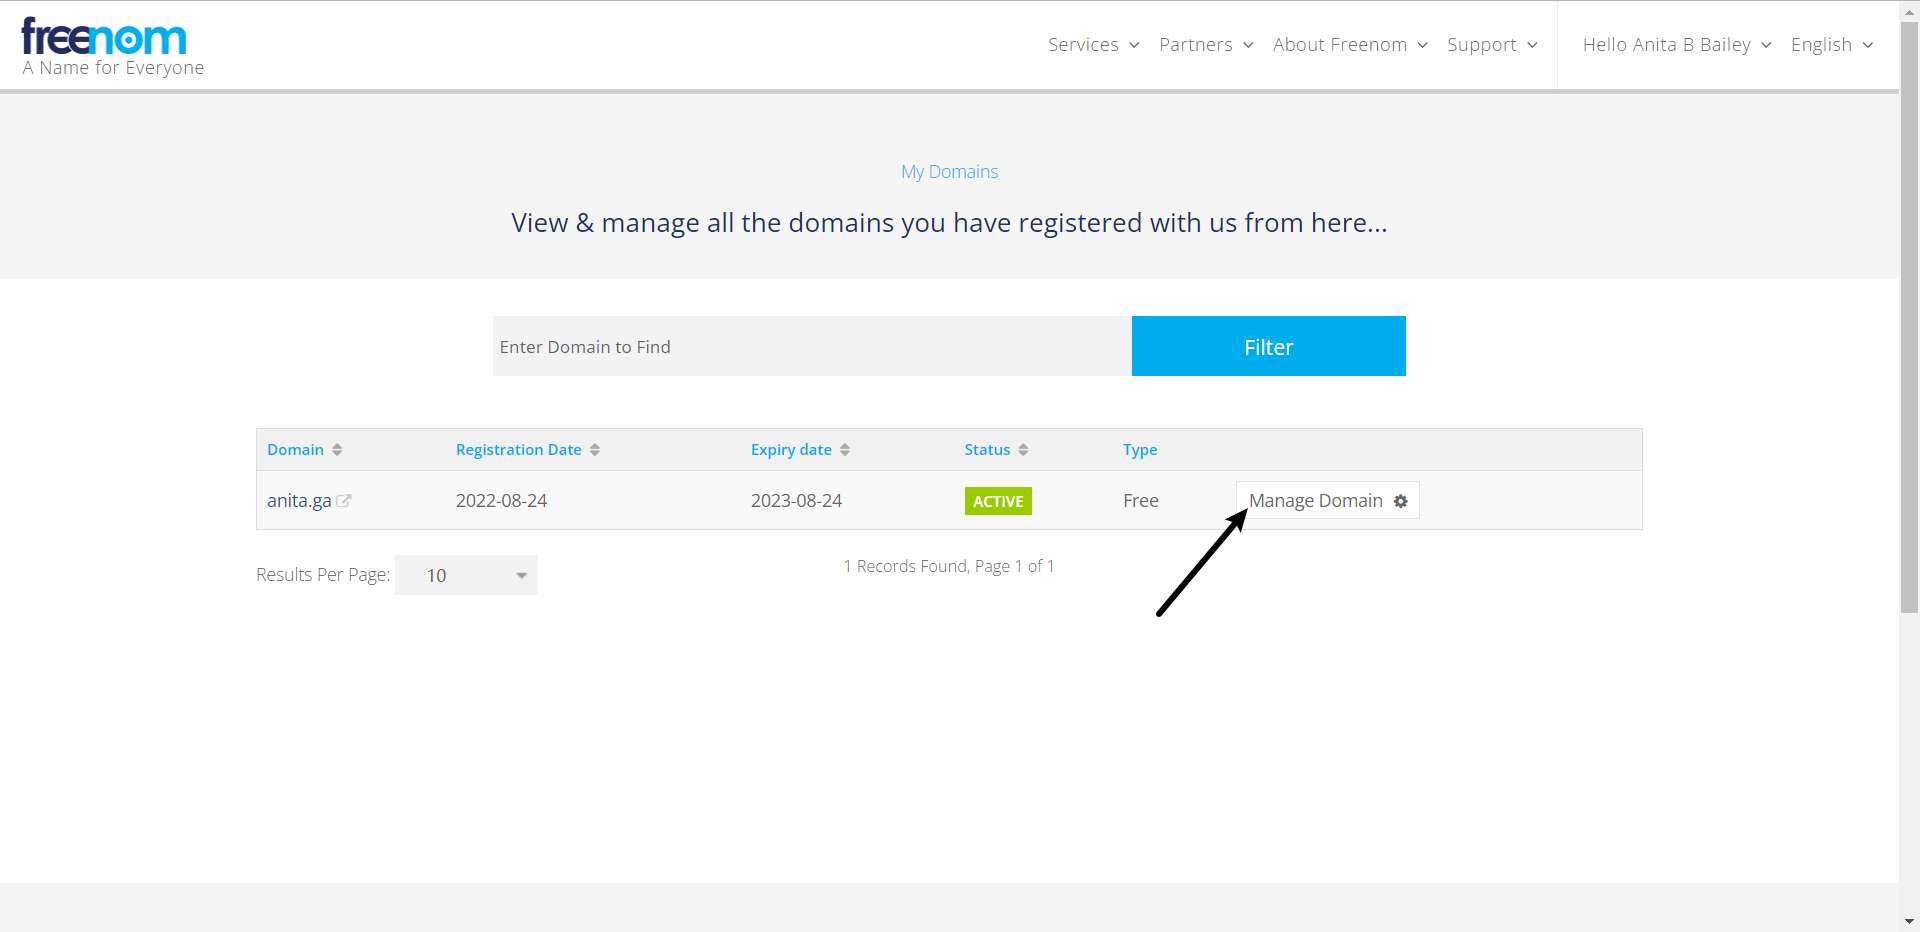 freenom
A Name for Everyone
Services Partners About Freenom Support Hello Anita B Bailey English
My Domains
View & manage all the domains you have registered with us from here...
Enter Domain to Find Filter
Domain Registration Date Expiry date Status Type
anita.ga 2022-08-24 2023-08-24 ACTIVE Free Manage Domain
Results Per Page: 10 1 Records Found, Page 1 of 1